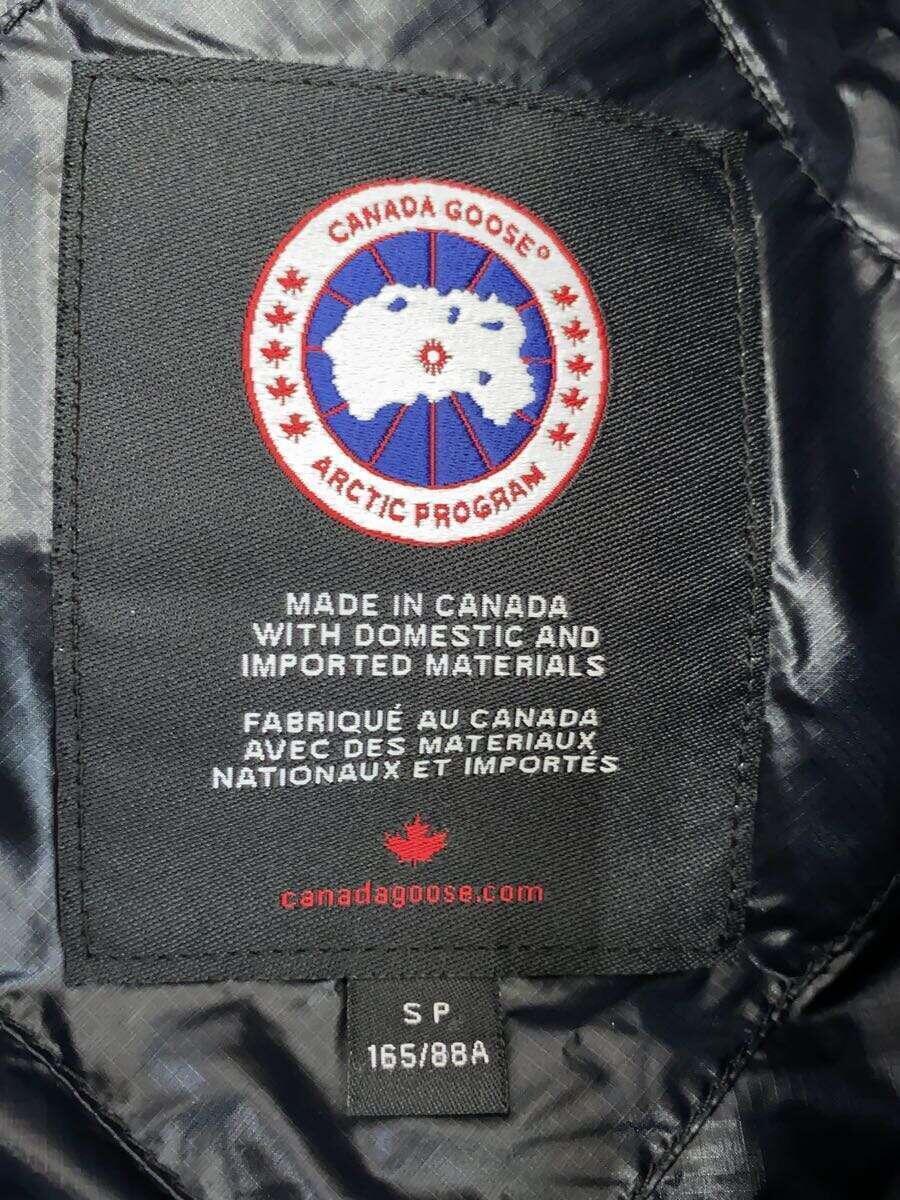 CANADA GOOSE®
ARCTIC PROGRAM
MADE IN CANADA
WITH DOMESTIC AND
IMPORTED MATERIALS
FABRIQUÉ AU CANADA
AVEC DES MATERIAUX
NATIONAUX ET IMPORTÉS
canadagoose.com
S P
165/88A